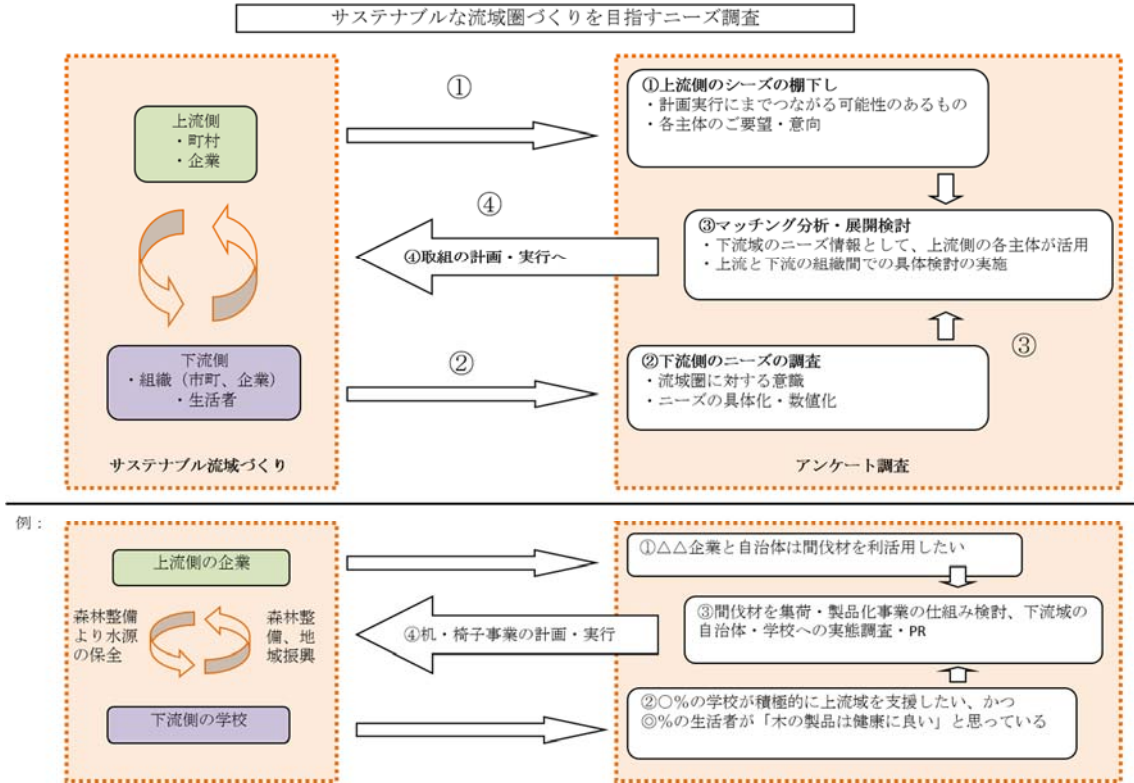 サステナブルな流域圏づくりを目指すニーズ調査
上流側
・町村
・企業
下流側
・組織（市町、企業）
・生活者
サステナブル流域づくり
①
④
④取組の計画・実行へ
②
①上流側のシーズの棚下し
・計画実行にまでつながる可能性のあるもの
・各主体のご要望・意向
③マッチング分析・展開検討
・下流域のニーズ情報として、上流側の各主体が活用
・上流と下流の組織間での具体検討の実施
③
②下流側のニーズの調査
・流域圏に対する意識
・ニーズの具体化・数値化
アンケート調査
例：
上流側の企業
森林整備
より水源
の保全
森林整
備、地
域振興
下流側の学校
④机・椅子事業の計画・実行
①△△企業と自治体は間伐材を利活用したい
③間伐材を集荷・製品化事業の仕組み検討、下流域の
自治体・学校への実態調査・PR
②○%の学校が積極的に上流域を支援したい、かつ
◎%の生活者が「木の製品は健康に良い」と思っている